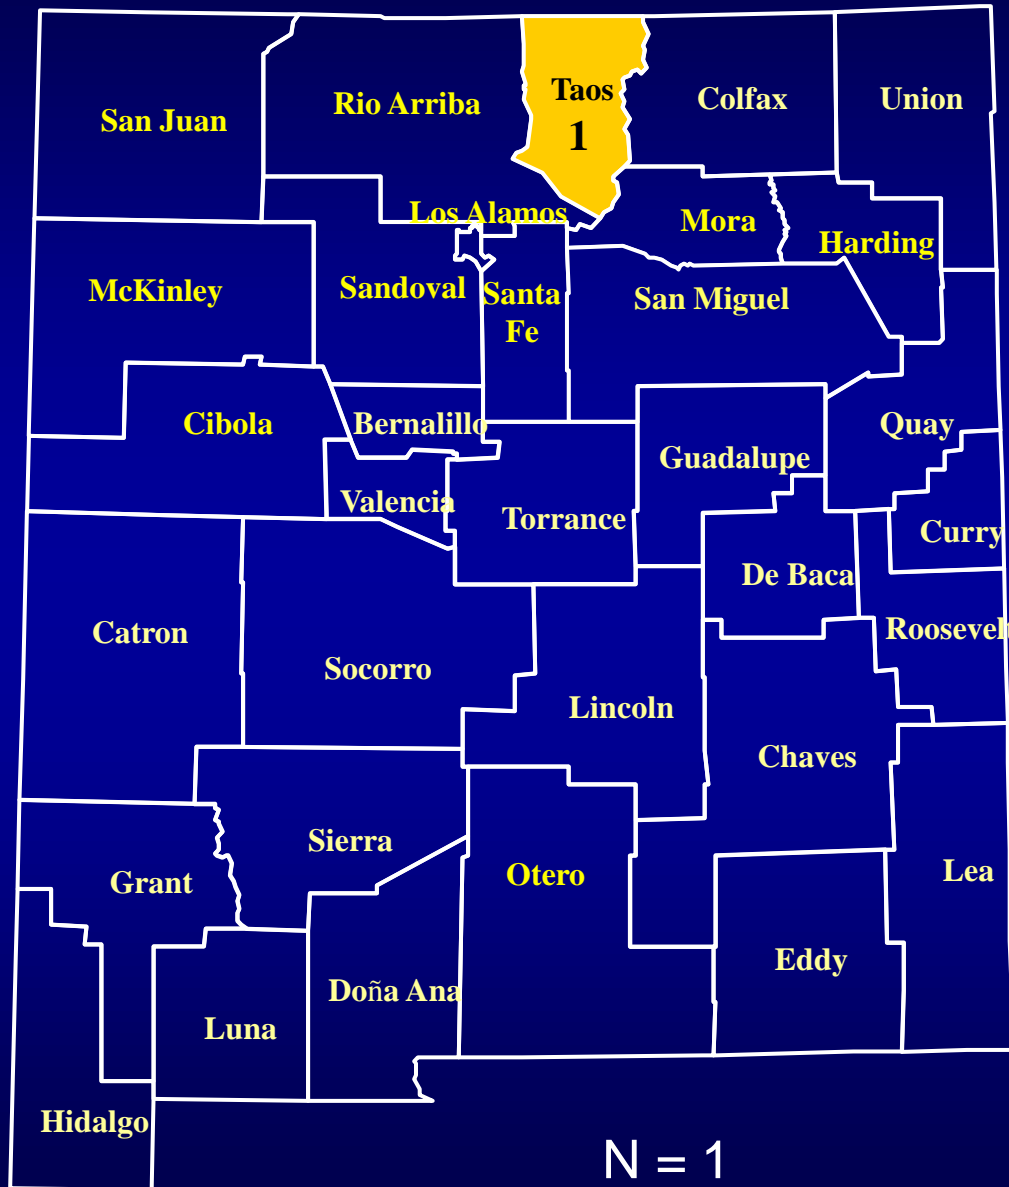 Taos
1
Colfax
Union
Rio Arriba
San Juan
Los Alamos
Mora
Harding
McKinley
Sandoval
Santa
Fe
San Miguel
Cibola
Bernalillo
Quay
Guadalupe
Valencia
Torrance
Curry
De Baca
Catron
Roosevelt
Socorro
Lincoln
Chaves
Sierra
Grant
Otero
Lea
Eddy
Doña Ana
Luna
Hidalgo
N = 1